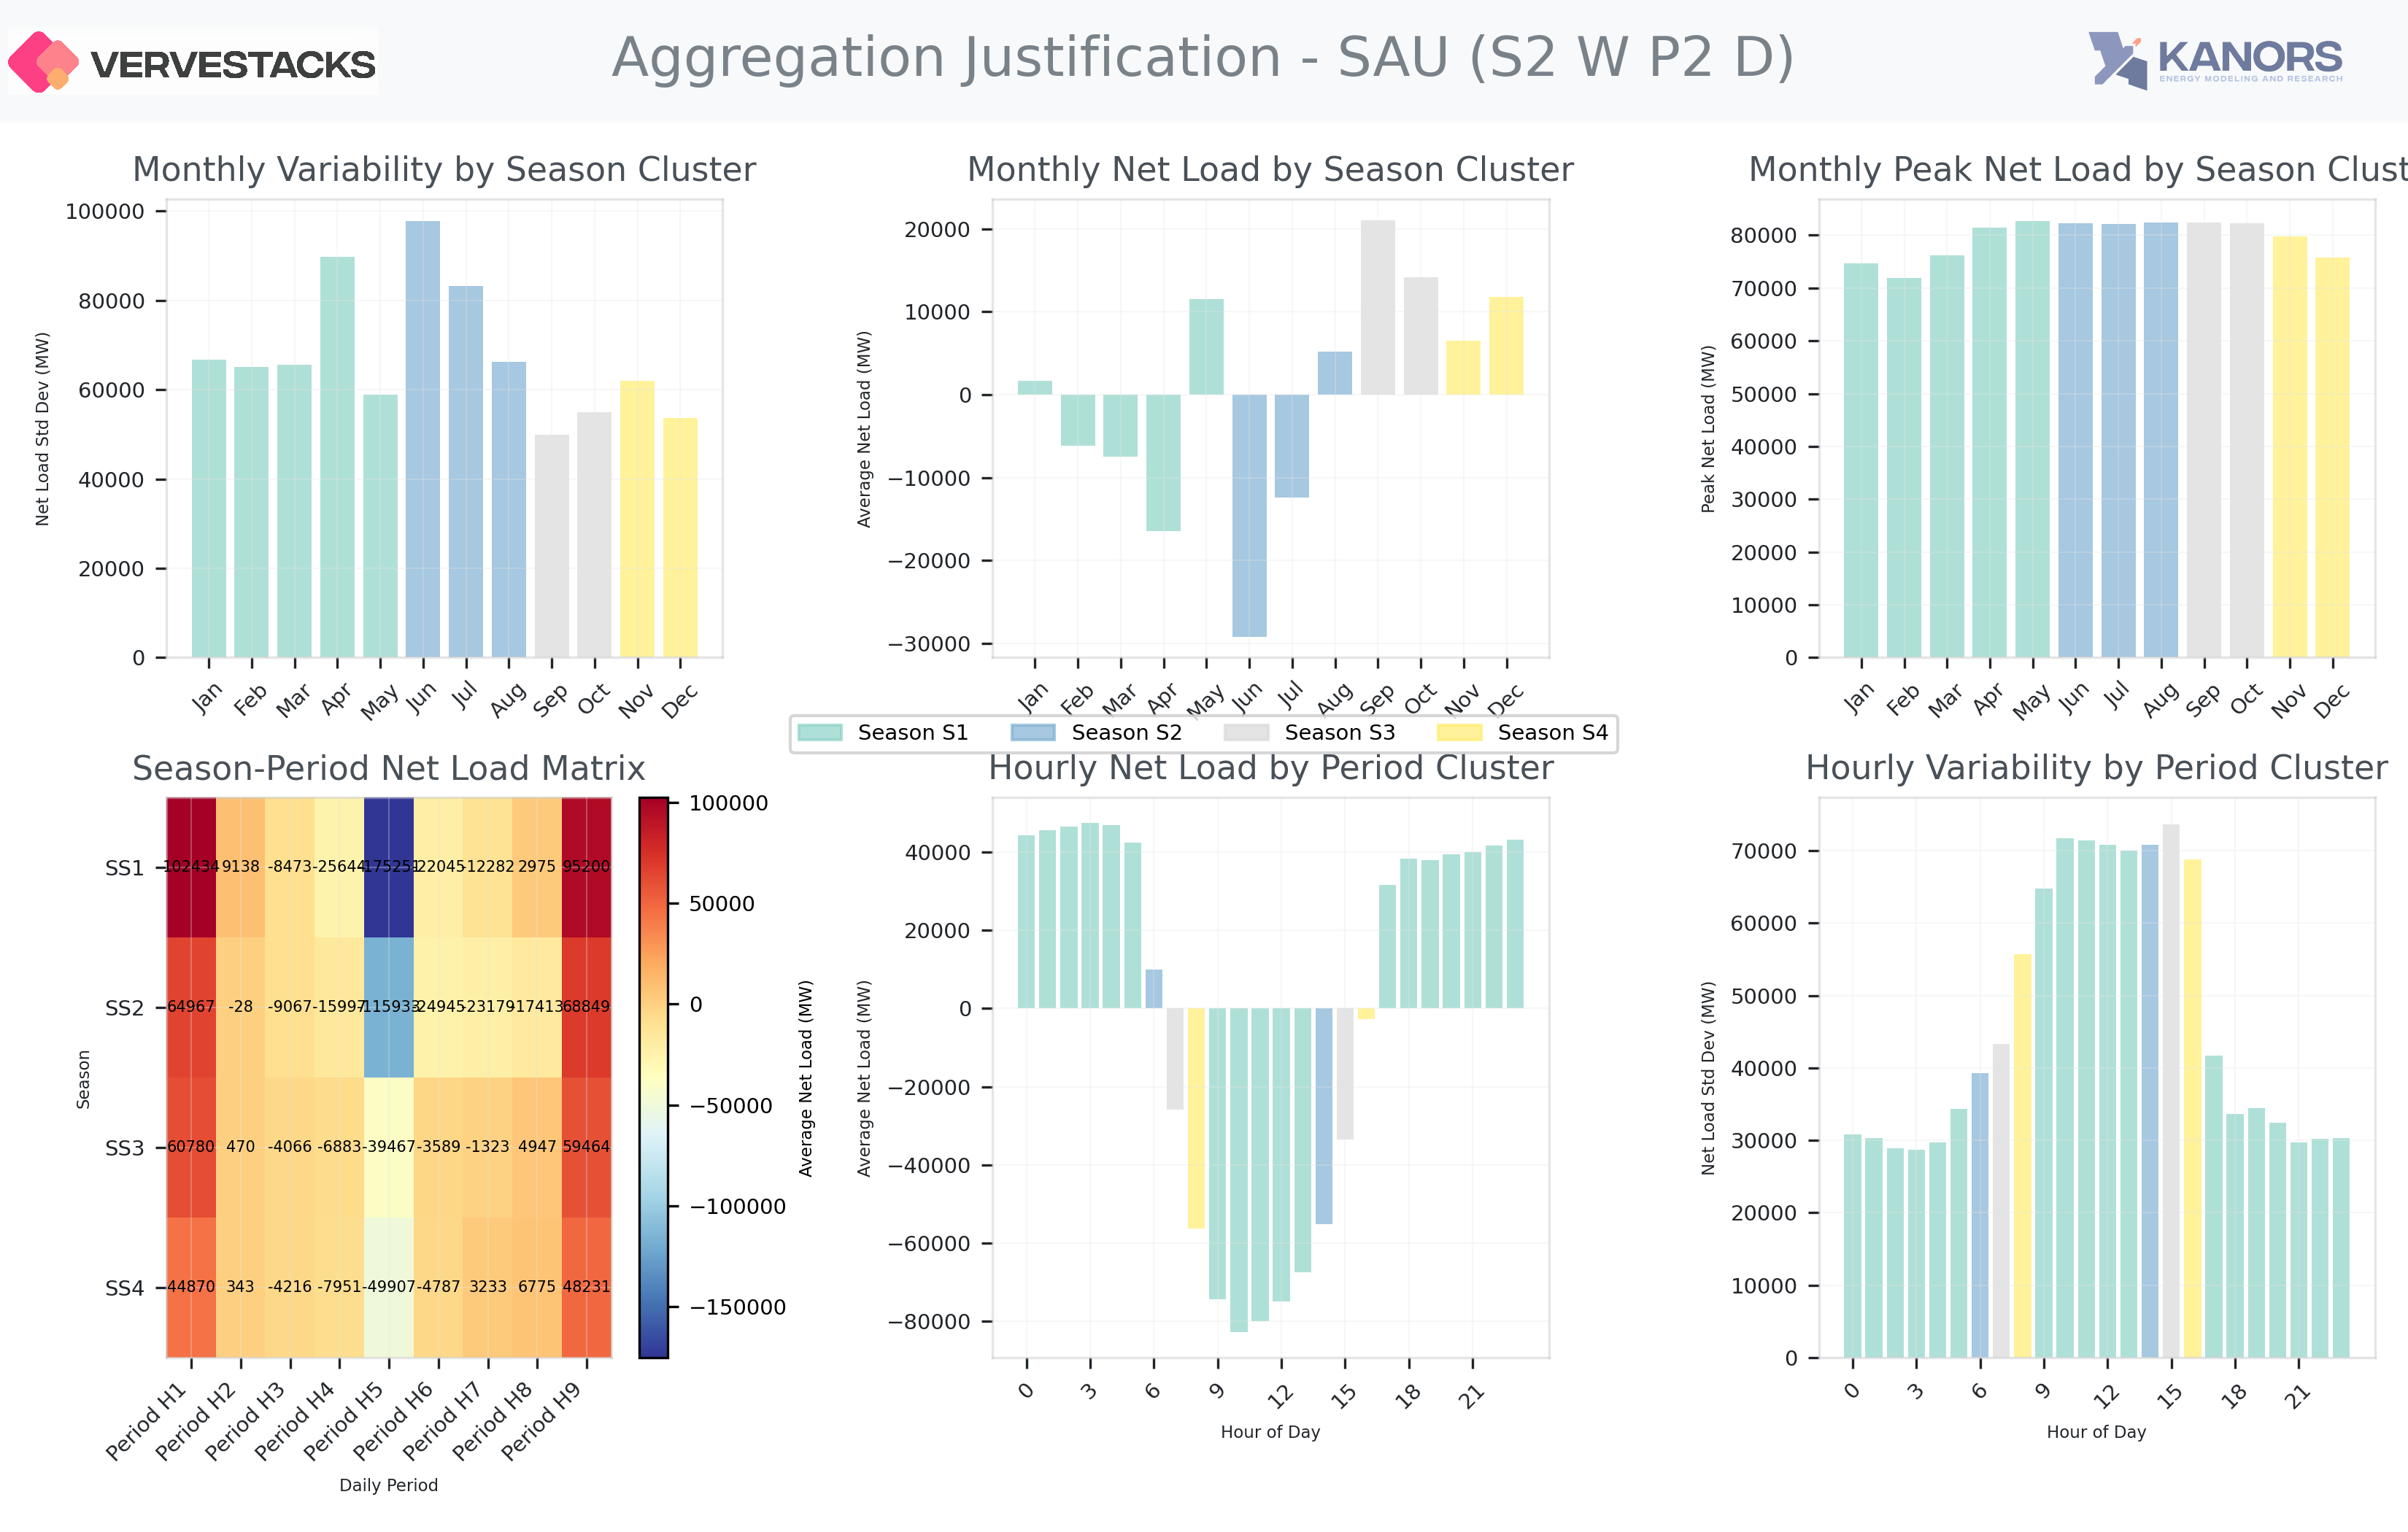 VERVESTACKS
Aggregation Justification - SAU (S2 W P2 D)
KANORS
ENERGY MODELING AND RESEARCH
Monthly Variability by Season Cluster
Net Load Std Dev (MW)
100000
80000
60000
40000
20000
0
Jan Feb Mar Apr May Jun Jul Aug Sep Oct Nov Dec
Monthly Net Load by Season Cluster
Average Net Load (MW)
20000
10000
0
−10000
−20000
−30000
Jan Feb Mar Apr May Jun Jul Aug Sep Oct Nov Dec
Monthly Peak Net Load by Season Clust
Peak Net Load (MW)
80000
70000
60000
50000
40000
30000
20000
10000
0
Jan Feb Mar Apr May Jun Jul Aug Sep Oct Nov Dec
Season S1 Season S2 Season S3 Season S4
Season-Period Net Load Matrix
Season
SS1 102434 9138 -8473 -25644 -175251 -22045 -12282 2975 95200
SS2 64967 -28 -9067 -15997 -115933 -24945 -23179 -17413 68849
SS3 60780 470 -4066 -6883 -39467 -3589 -1323 4947 59464
SS4 44870 343 -4216 -7951 -49907 -4787 3233 6775 48231
Period H1 Period H2 Period H3 Period H4 Period H5 Period H6 Period H7 Period H8 Period H9
Daily Period
100000
50000
0
−50000
−100000
−150000
Average Net Load (MW)
Hourly Net Load by Period Cluster
Average Net Load (MW)
40000
20000
0
−20000
−40000
−60000
−80000
0 3 6 9 12 15 18 21
Hour of Day
Hourly Variability by Period Cluster
Net Load Std Dev (MW)
70000
60000
50000
40000
30000
20000
10000
0
0 3 6 9 12 15 18 21
Hour of Day